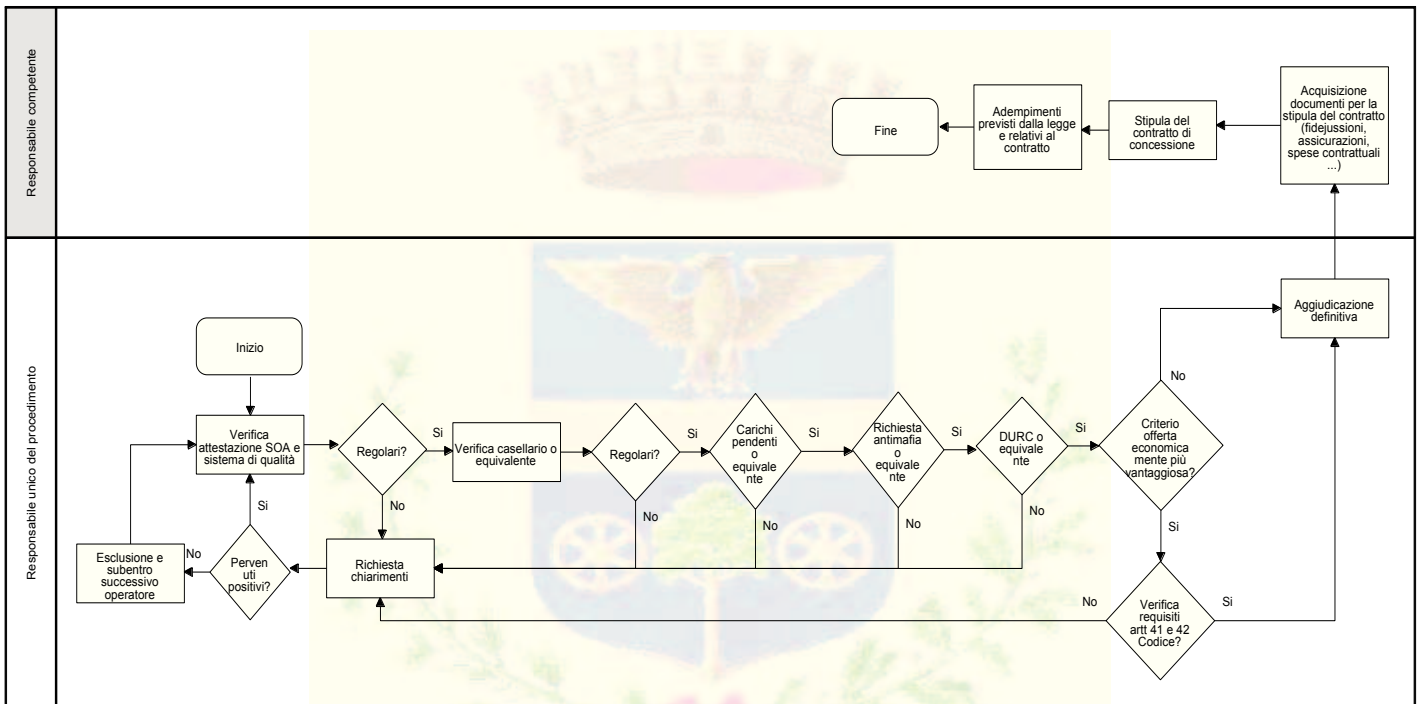 Responsabile competente
Fine
Adempimenti
previsti dalla legge
e relativi al
contratto
Stipula del
contratto di
concessione
Acquisizione
documenti per la
stipula del contratto
(fidejussioni,
assicurazioni,
spese contrattuali
...)
Responsabile unico del procedimento
Inizio
Verifica
attestazione SOA e
sistema di qualità
Regolari?
Si
No
Verifica casellario o
equivalente
Regolari?
Si
No
Carichi
pendenti
o
equivale
nte
Si
No
Richiesta
antimafia
o
equivale
nte
Si
No
DURC o
equivale
nte
Si
No
Criterio
offerta
economica
mente più
vantaggiosa?
No
Si
Aggiudicazione
definitiva
Esclusione e
subentro
successivo
operatore
No
Perven
uti
positivi?
Si
Richiesta
chiarimenti
No
Verifica
requisiti
artt 41 e 42
Codice?
Si